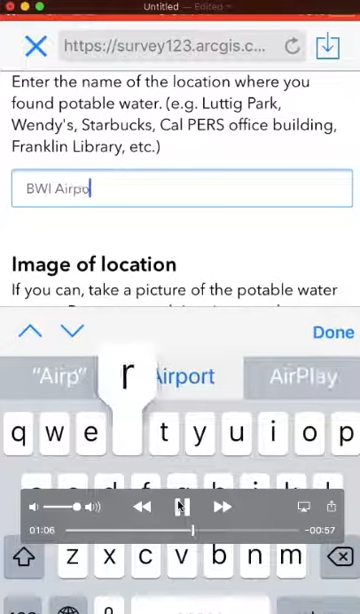 Untitled — Edited
https://survey123.arcgis.c...
Enter the name of the location where you
found potable water. (e.g. Luttig Park,
Wendy's, Starbucks, Cal PERS office building,
Franklin Library, etc.)
BWI Airpo
Image of location
If you can, take a picture of the potable water
Done
"Airp" Airport AirPlay
r
q w e t y u i o p
01:06 -00:57
z x c v b n m